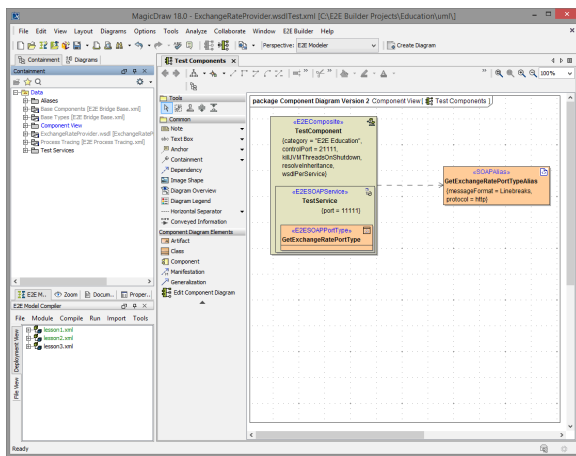 MagicDraw 18.0 - ExchangeRateProvider.wsdlTest.xml [C:\E2E Builder Projects\Education\uml\]
File Edit View Layout Diagrams Options Tools Analyze Collaborate Window E2E Builder Help
Perspective: E2E Modeler
Create Diagram
Containment
Diagrams
Test Components
Containment
100%
Data
Aliases
Base Components [E2E Bridge Base.xml]
Base Types [E2E Bridge Base.xml]
Component View
ExchangeRateProvider.wsdl [ExchangeRateP
Process Tracing [E2E Process Tracing.xml]
Test Services
Tools
Common
Note
abc Text Box
Anchor
Containment
Dependency
Image Shape
Diagram Overview
Diagram Legend
Horizontal Separator
Conveyed Information
Component Diagram Elements
Artifact
Class
Component
Manifestation
Generalization
Edit Component Diagram
package Component Diagram Version 2 Component View[ Test Components ]
«E2EComposite»
TestComponent
{category = "E2E Education",
controlPort = 21111,
killJVMThreadsOnShutdown,
resolveInheritance,
wsdlPerService}
«E2ESOAPService»
TestService
{port = 11111}
«E2ESOAPPortType»
GetExchangeRatePortType
«SOAPAlias»
GetExchangeRatePortTypeAlias
{messageFormat = Linebreaks,
protocol = http}
E2E M..
Zoom
Docum..
Proper..
E2E Model Compiler
File Module Compile Run Import Tools
Deployment View
File View
lesson1.xml
lesson2.xml
lesson3.xml
Ready